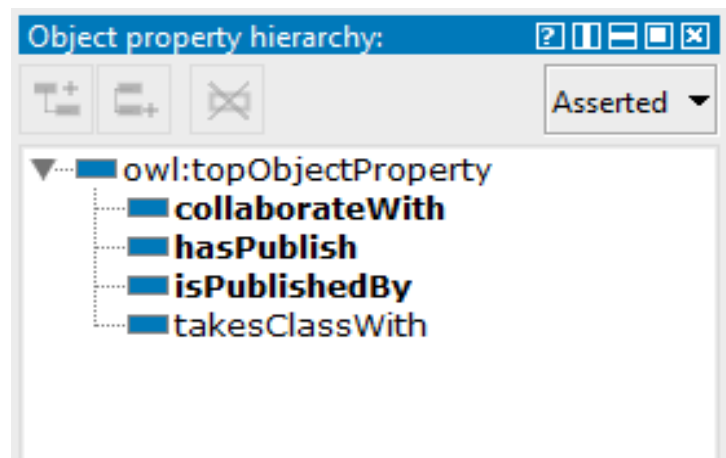 Object property hierarchy:
Asserted
owl:topObjectProperty
collaborateWith
hasPublish
isPublishedBy
takesClassWith